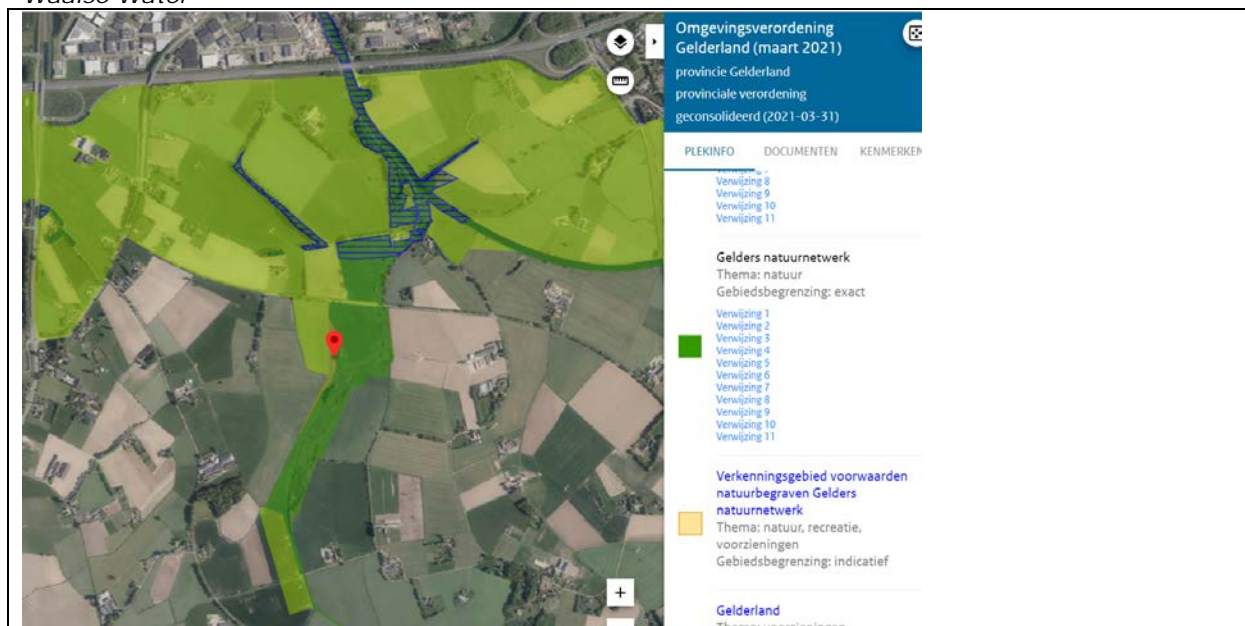 Waalse Water
Omgevingsverordening
Gelderland (maart 2021)
provincie Gelderland
provinciale verordening
geconsolideerd (2021-03-31)
PLEKINFO DOCUMENTEN KENMERKEN
Verwijzing 8
Verwijzing 9
Verwijzing 10
Verwijzing 11
Gelders natuurnetwerk
Thema: natuur
Gebiedsbegrenzing: exact
Verwijzing 1
Verwijzing 2
Verwijzing 3
Verwijzing 4
Verwijzing 5
Verwijzing 6
Verwijzing 7
Verwijzing 8
Verwijzing 9
Verwijzing 10
Verwijzing 11
Verkenningsgebied voorwaarden
natuurbegraven Gelders
natuurnetwerk
Thema: natuur, recreatie,
voorzieningen
Gebiedsbegrenzing: indicatief
+
Gelderland